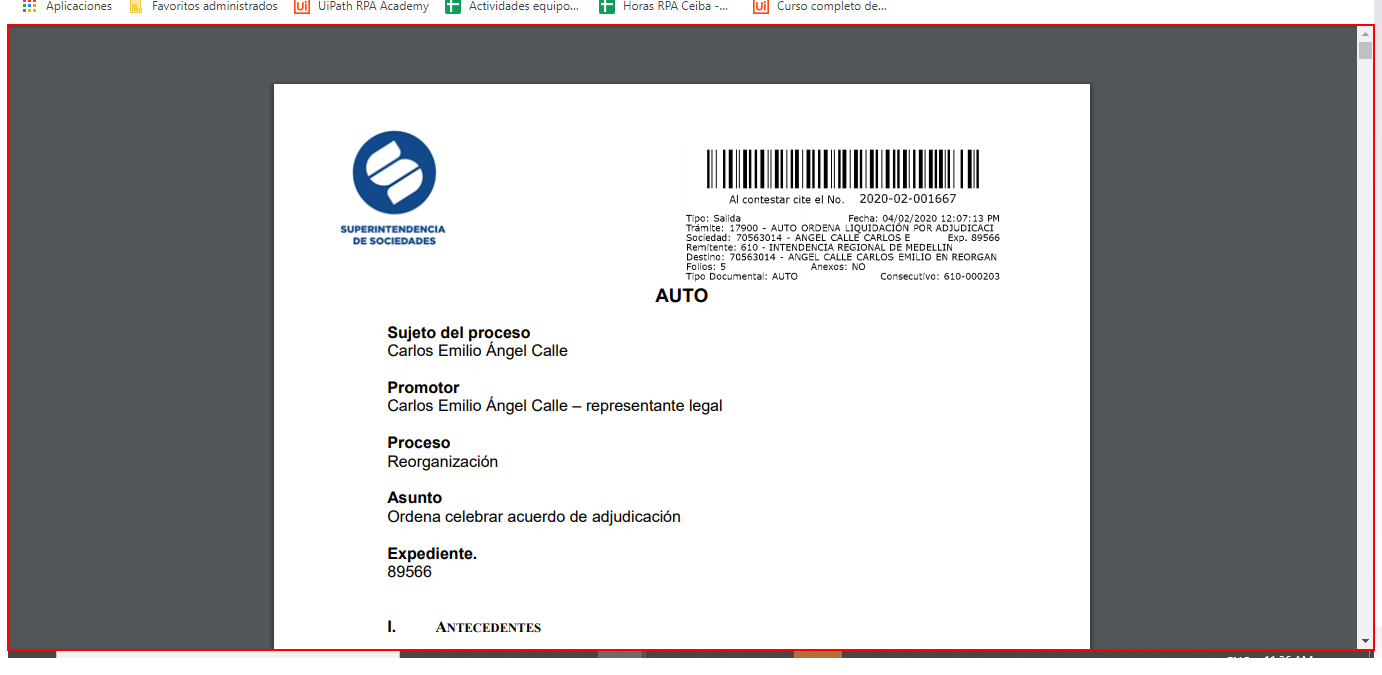 Aplicaciones Favoritos administrados UiPath RPA Academy Actividades equipo... Horas RPA Ceiba -... Curso completo de...
SUPERINTENDENCIA
DE SOCIEDADES
Al contestar cite el No. 2020-02-001667
Tipo: Salida Fecha: 04/02/2020 12:07:13 PM
Trámite: 17900 - AUTO ORDENA LIQUIDACIÓN POR ADJUDICACI
Sociedad: 70563014 - ANGEL CALLE CARLOS E Exp. 89566
Remitente: 610 - INTENDENCIA REGIONAL DE MEDELLIN
Destino: 70563014 - ANGEL CALLE CARLOS EMILIO EN REORGAN
Folios: 5 Anexos: NO
Tipo Documental: AUTO Consecutivo: 610-000203
AUTO
Sujeto del proceso
Carlos Emilio Ángel Calle
Promotor
Carlos Emilio Ángel Calle – representante legal
Proceso
Reorganización
Asunto
Ordena celebrar acuerdo de adjudicación
Expediente.
89566
I. ANTECEDENTES